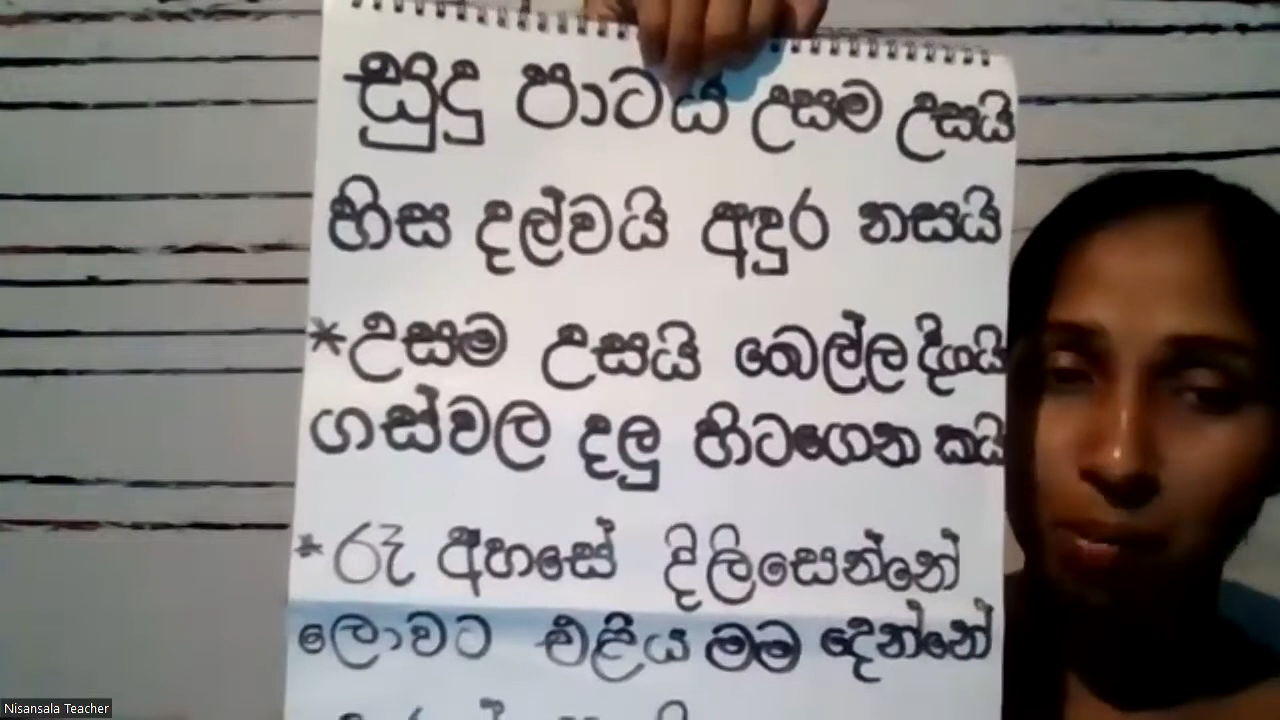 සුදු පාටය උසම උසයි
හිස දල්වයි අඳුර නසයි
*උසම උසයි බෙල්ල දිගයි
ගස්වල දලු හිටගෙන කයි
*රෑ අහසේ දිලිසෙන්නේ
ලොවට එළිය මම දෙන්නේ
Nisansala Teacher